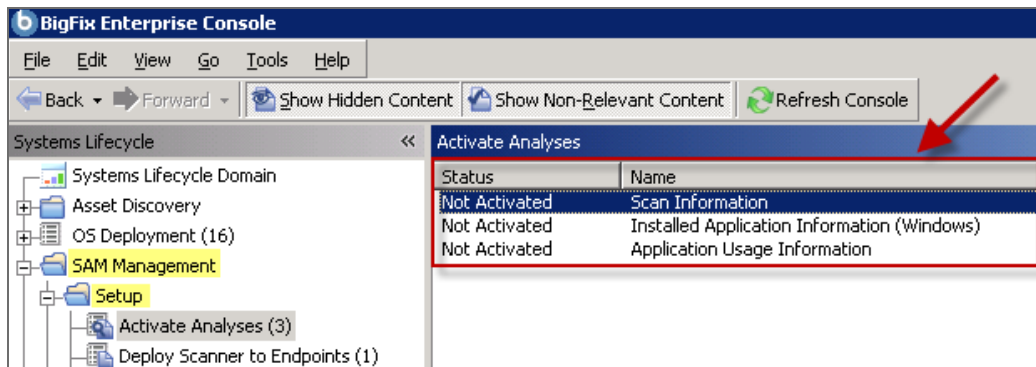 BigFix Enterprise Console
File Edit View Go Tools Help
Back Forward Show Hidden Content Show Non-Relevant Content Refresh Console
Systems Lifecycle « Activate Analyses
Systems Lifecycle Domain
Asset Discovery
OS Deployment (16)
SAM Management
Setup
Activate Analyses (3)
Deploy Scanner to Endpoints (1)
Status Name
Not Activated Scan Information
Not Activated Installed Application Information (Windows)
Not Activated Application Usage Information